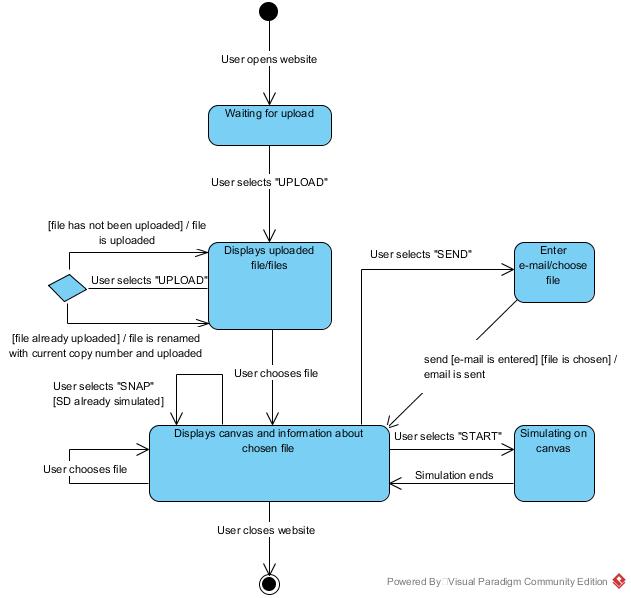 User opens website
Waiting for upload
User selects "UPLOAD"
[file has not been uploaded] / file
is uploaded
Displays uploaded
file/files
User selects "UPLOAD"
[file already uploaded] / file is renamed
with current copy number and uploaded
User selects "SEND"
Enter
e-mail/choose
file
send [e-mail is entered] [file is chosen] /
email is sent
User chooses file
User selects "SNAP"
[SD already simulated]
Displays canvas and information about
chosen file
User chooses file
User selects "START"
Simulating on
canvas
Simulation ends
User closes website
Powered By Visual Paradigm Community Edition